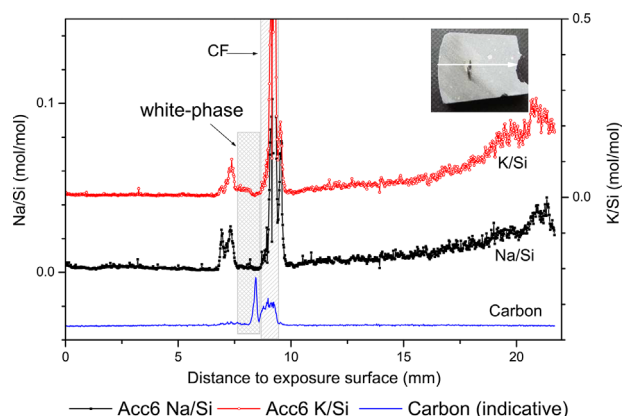 CF
white-phase
K/Si
Na/Si
Carbon
0.1
0.0
Na/Si (mol/mol)
0.5
0.0
K/Si (mol/mol)
0 5 10 15 20
Distance to exposure surface (mm)
Acc6 Na/Si Acc6 K/Si Carbon (indicative)